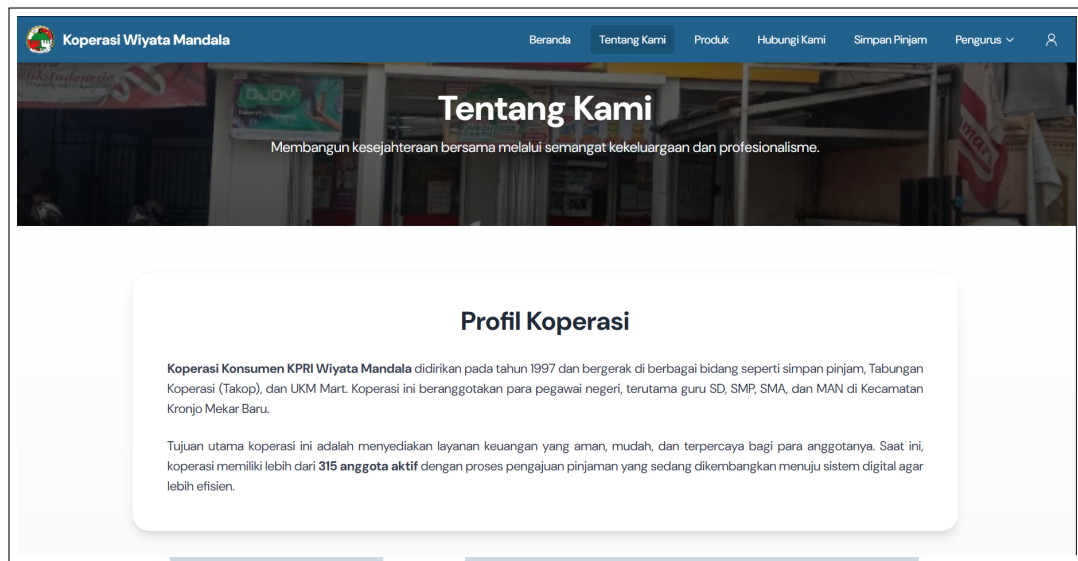 Koperasi Wiyata Mandala
Beranda
Tentang Kami
Produk
Hubungi Kami
Simpan Pinjam
Pengurus
DJOY
Tentang Kami
Membangun kesejahteraan bersama melalui semangat kekeluargaan dan profesionalisme.
Profil Koperasi
Koperasi Konsumen KPRI Wiyata Mandala didirikan pada tahun 1997 dan bergerak di berbagai bidang seperti simpan pinjam, Tabungan
Koperasi (Takop), dan UKM Mart. Koperasi ini beranggotakan para pegawai negeri, terutama guru SD, SMP, SMA, dan MAN di Kecamatan
Kronjo Mekar Baru.
Tujuan utama koperasi ini adalah menyediakan layanan keuangan yang aman, mudah, dan terpercaya bagi para anggotanya. Saat ini,
koperasi memiliki lebih dari 315 anggota aktif dengan proses pengajuan pinjaman yang sedang dikembangkan menuju sistem digital agar
lebih efisien.